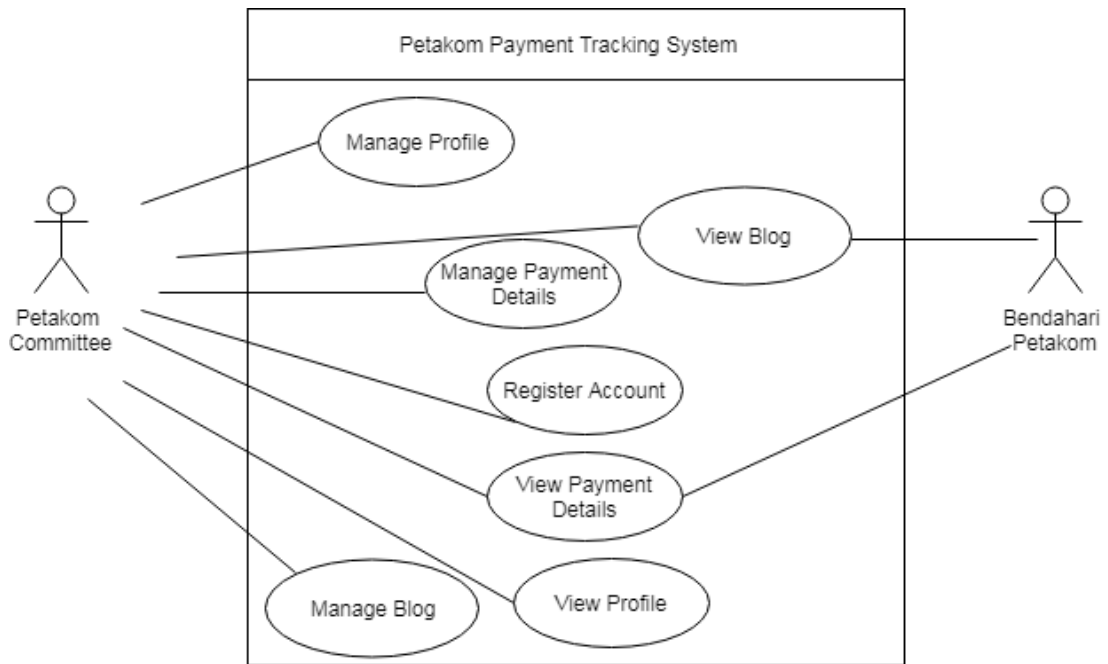 Petakom Payment Tracking System
Manage Profile
View Blog
Manage Payment
Details
Petakom
Committee
Bendahari
Petakom
Register Account
View Payment
Details
Manage Blog
View Profile